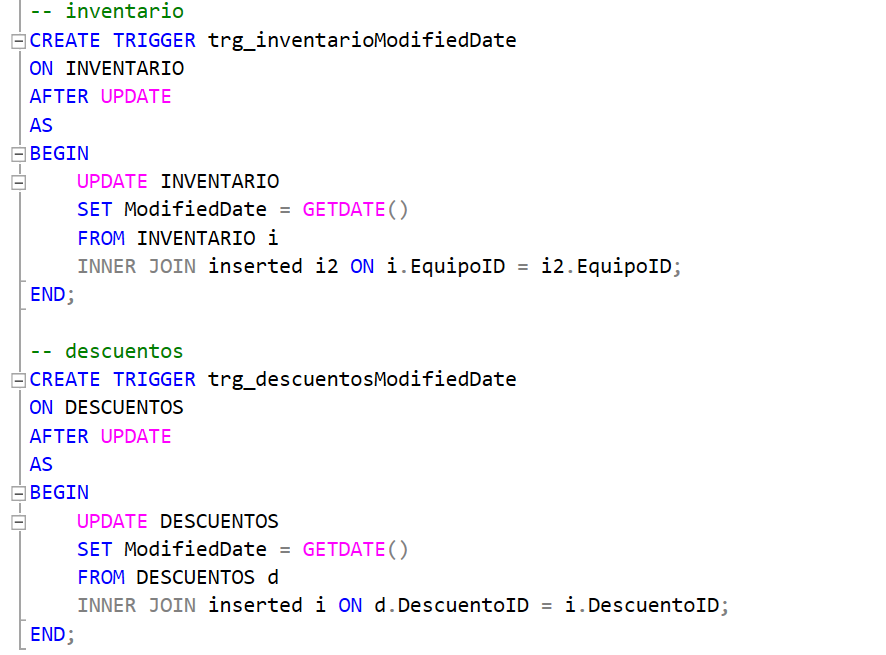 -- inventario
CREATE TRIGGER trg_inventarioModifiedDate
ON INVENTARIO
AFTER UPDATE
AS
BEGIN
    UPDATE INVENTARIO
    SET ModifiedDate = GETDATE()
    FROM INVENTARIO i
    INNER JOIN inserted i2 ON i.EquipoID = i2.EquipoID;
END;

-- descuentos
CREATE TRIGGER trg_descuentosModifiedDate
ON DESCUENTOS
AFTER UPDATE
AS
BEGIN
    UPDATE DESCUENTOS
    SET ModifiedDate = GETDATE()
    FROM DESCUENTOS d
    INNER JOIN inserted i ON d.DescuentoID = i.DescuentoID;
END;